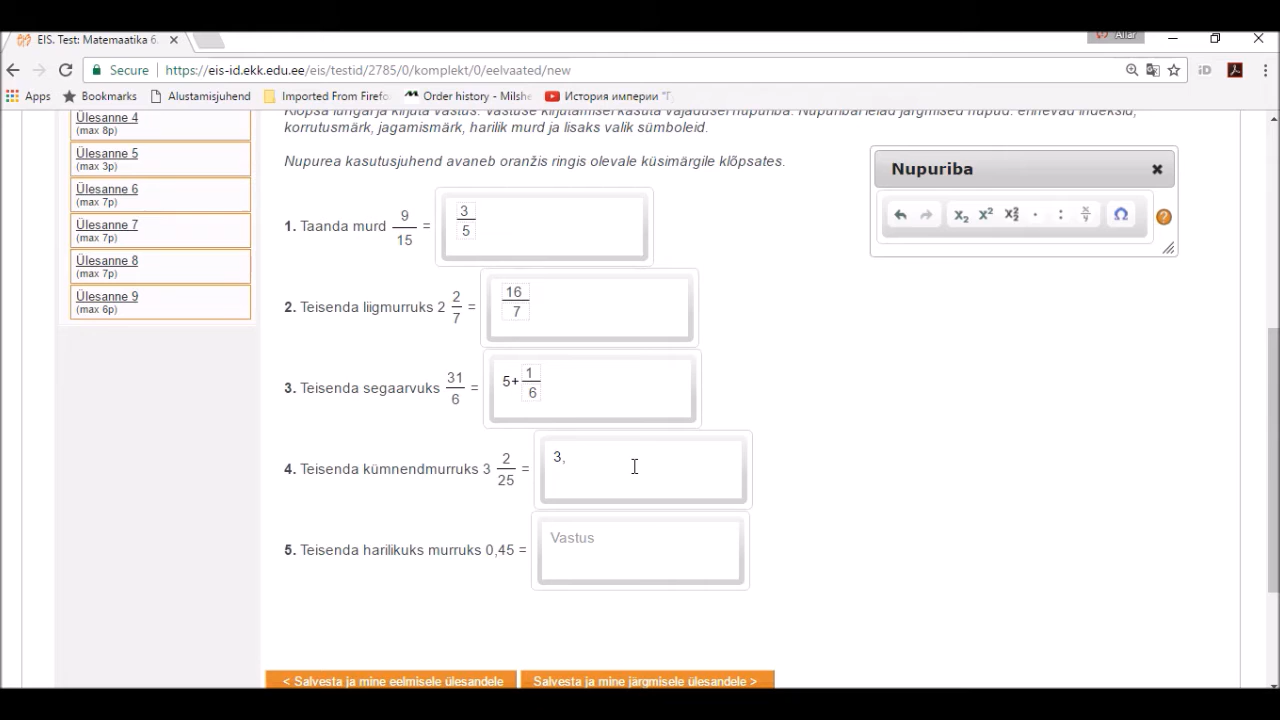 EIS. Test: Matemaatika 6.
Allar
Secure
https://eis-id.ekk.edu.ee/eis/testid/2785/0/komplekt/0/eelvaated/new
Apps
Bookmarks
Alustamisjuhend
Imported From Firefo
Order history - Milshe
История империи "Г
Ülesanne 4
(max 8p)
Ülesanne 5
(max 3p)
Ülesanne 6
(max 7p)
Ülesanne 7
(max 7p)
Ülesanne 8
(max 7p)
Ülesanne 9
(max 6p)
korrutusmärk, jagamismärk, harilik murd ja lisaks valik sümboleid.
Nupurea kasutusjuhend avaneb oranžis ringis olevale küsimärgile klõpsates.
Nupuriba
x₂ x² x₂² · : x/y Ω ?
1. Taanda murd 9/15 = 3/5
2. Teisenda liigmurruks 2 2/7 = 16/7
3. Teisenda segaarvuks 31/6 = 5+1/6
4. Teisenda kümnendmurruks 3 2/25 = 3,
5. Teisenda harilikuks murruks 0,45 = Vastus
< Salvesta ja mine eelmisele ülesandele
Salvesta ja mine järgmisele ülesandele >